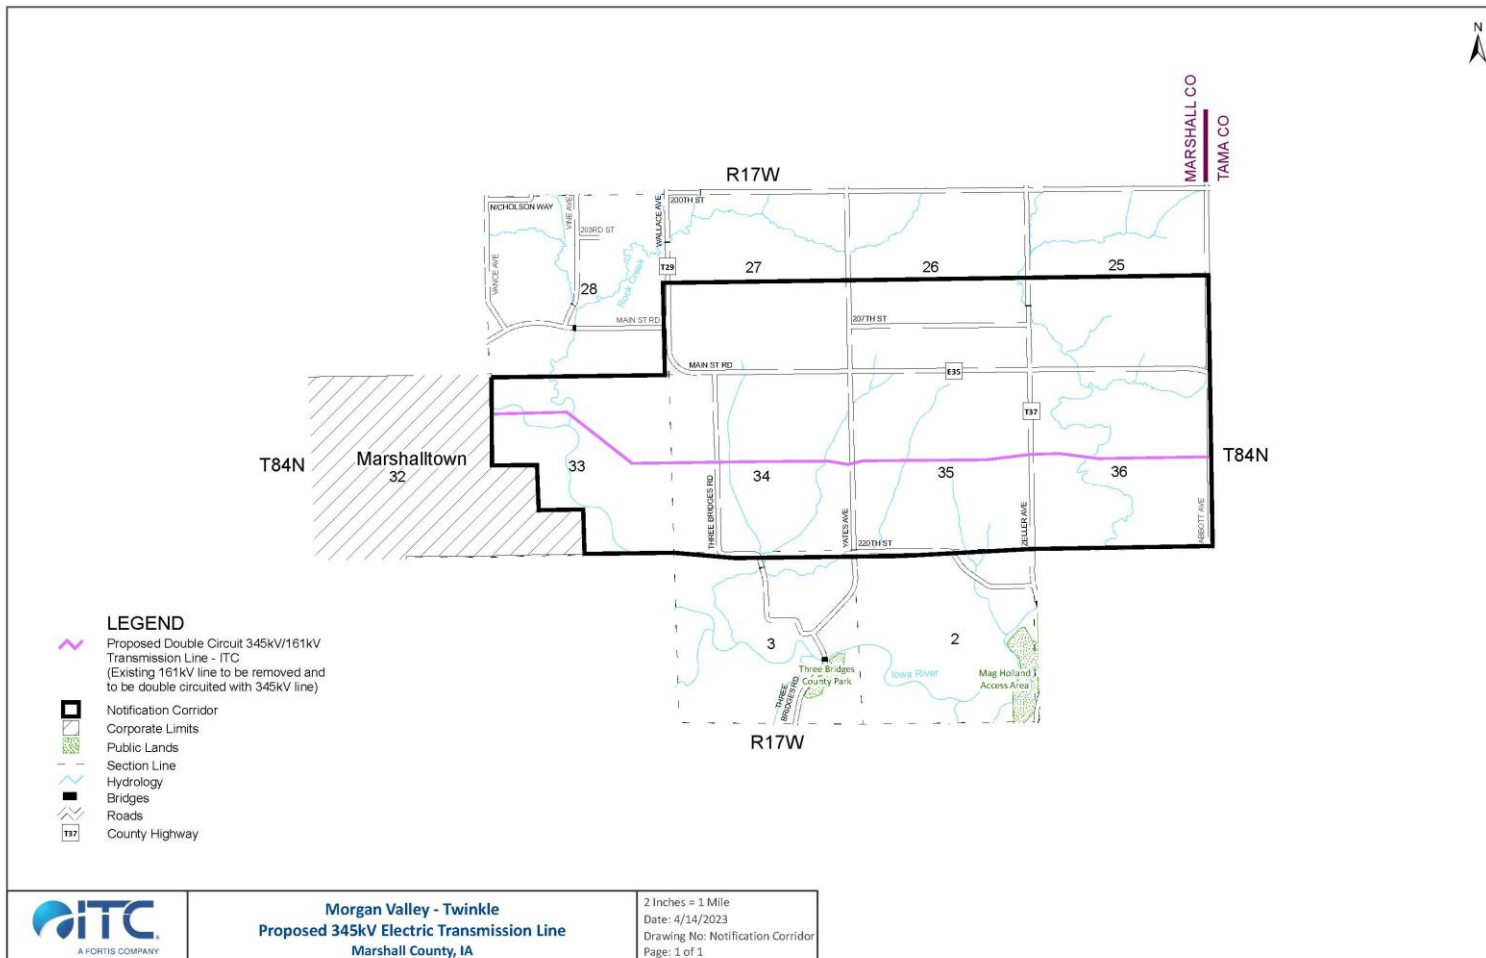 N
MARSHALL CO
TAMA CO
R17W
NICHOLSON WAY
VINE AVE
WALLACE AVE
200TH ST
203RD ST
VANCE AVE
Rock Creek
T29
27
26
25
28
MAIN ST RD
207TH ST
MAIN ST RD
E35
T37
T84N
Marshalltown
32
33
34
35
36
T84N
THREE BRIDGES RD
YATES AVE
220TH ST
ZELLER AVE
ABBOTT AVE
3
2
Three Bridges
County Park
Iowa River
Mag Holland
Access Area
THREE
BRIDGES RD
R17W
LEGEND
Proposed Double Circuit 345kV/161kV
Transmission Line - ITC
(Existing 161kV line to be removed and
to be double circuited with 345kV line)
Notification Corridor
Corporate Limits
Public Lands
Section Line
Hydrology
Bridges
Roads
T37
County Highway
ITC
A FORTIS COMPANY
Morgan Valley - Twinkle
Proposed 345kV Electric Transmission Line
Marshall County, IA
2 Inches = 1 Mile
Date: 4/14/2023
Drawing No: Notification Corridor
Page: 1 of 1